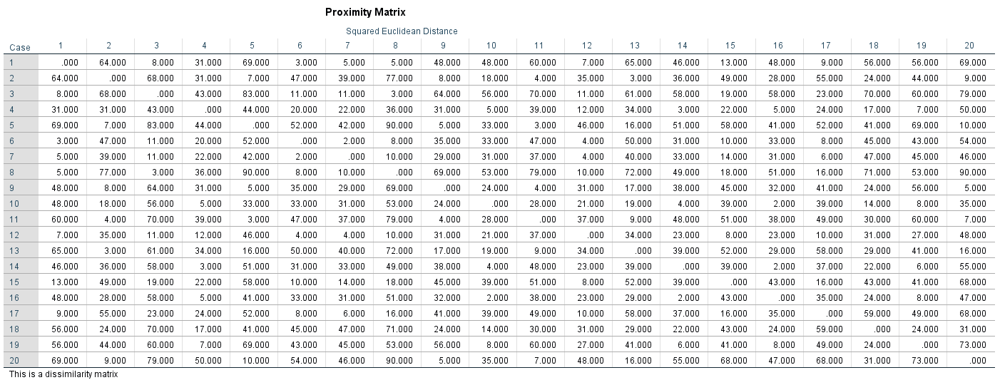 Proximity Matrix
Squared Euclidean Distance
Case 1 2 3 4 5 6 7 8 9 10 11 12 13 14 15 16 17 18 19 20
1 .000 64.000 8.000 31.000 69.000 3.000 5.000 5.000 48.000 48.000 60.000 7.000 65.000 46.000 13.000 48.000 9.000 56.000 56.000 69.000
2 64.000 .000 68.000 31.000 7.000 47.000 39.000 77.000 8.000 18.000 4.000 35.000 3.000 36.000 49.000 28.000 55.000 24.000 44.000 9.000
3 8.000 68.000 .000 43.000 83.000 11.000 11.000 3.000 64.000 56.000 70.000 11.000 61.000 58.000 19.000 58.000 23.000 70.000 60.000 79.000
4 31.000 31.000 43.000 .000 44.000 20.000 22.000 36.000 31.000 5.000 39.000 12.000 34.000 3.000 22.000 5.000 24.000 17.000 7.000 50.000
5 69.000 7.000 83.000 44.000 .000 52.000 42.000 90.000 5.000 33.000 3.000 46.000 16.000 51.000 58.000 41.000 52.000 41.000 69.000 10.000
6 3.000 47.000 11.000 20.000 52.000 .000 2.000 8.000 35.000 33.000 47.000 4.000 50.000 31.000 10.000 33.000 8.000 45.000 43.000 54.000
7 5.000 39.000 11.000 22.000 42.000 2.000 .000 10.000 29.000 31.000 37.000 4.000 40.000 33.000 14.000 31.000 6.000 47.000 45.000 46.000
8 5.000 77.000 3.000 36.000 90.000 8.000 10.000 .000 69.000 53.000 79.000 10.000 72.000 49.000 18.000 51.000 16.000 71.000 53.000 90.000
9 48.000 8.000 64.000 31.000 5.000 35.000 29.000 69.000 .000 24.000 4.000 31.000 17.000 38.000 45.000 32.000 41.000 24.000 56.000 5.000
10 48.000 18.000 56.000 5.000 33.000 33.000 31.000 53.000 24.000 .000 28.000 21.000 19.000 4.000 39.000 2.000 39.000 14.000 8.000 35.000
11 60.000 4.000 70.000 39.000 3.000 47.000 37.000 79.000 4.000 28.000 .000 37.000 9.000 48.000 51.000 38.000 49.000 30.000 60.000 7.000
12 7.000 35.000 11.000 12.000 46.000 4.000 4.000 10.000 31.000 21.000 37.000 .000 34.000 23.000 8.000 23.000 10.000 31.000 27.000 48.000
13 65.000 3.000 61.000 34.000 16.000 50.000 40.000 72.000 17.000 19.000 9.000 34.000 .000 39.000 52.000 29.000 58.000 29.000 41.000 16.000
14 46.000 36.000 58.000 3.000 51.000 31.000 33.000 49.000 38.000 4.000 48.000 23.000 39.000 .000 39.000 2.000 37.000 22.000 6.000 55.000
15 13.000 49.000 19.000 22.000 58.000 10.000 14.000 18.000 45.000 39.000 51.000 8.000 52.000 39.000 .000 43.000 16.000 43.000 41.000 68.000
16 48.000 28.000 58.000 5.000 41.000 33.000 31.000 51.000 32.000 2.000 38.000 23.000 29.000 2.000 43.000 .000 35.000 24.000 8.000 47.000
17 9.000 55.000 23.000 24.000 52.000 8.000 6.000 16.000 41.000 39.000 49.000 10.000 58.000 37.000 16.000 35.000 .000 59.000 49.000 68.000
18 56.000 24.000 70.000 17.000 41.000 45.000 47.000 71.000 24.000 14.000 30.000 31.000 29.000 22.000 43.000 24.000 59.000 .000 24.000 31.000
19 56.000 44.000 60.000 7.000 69.000 43.000 45.000 53.000 56.000 8.000 60.000 27.000 41.000 6.000 41.000 8.000 49.000 24.000 .000 73.000
20 69.000 9.000 79.000 50.000 10.000 54.000 46.000 90.000 5.000 35.000 7.000 48.000 16.000 55.000 68.000 47.000 68.000 31.000 73.000 .000
This is a dissimilarity matrix